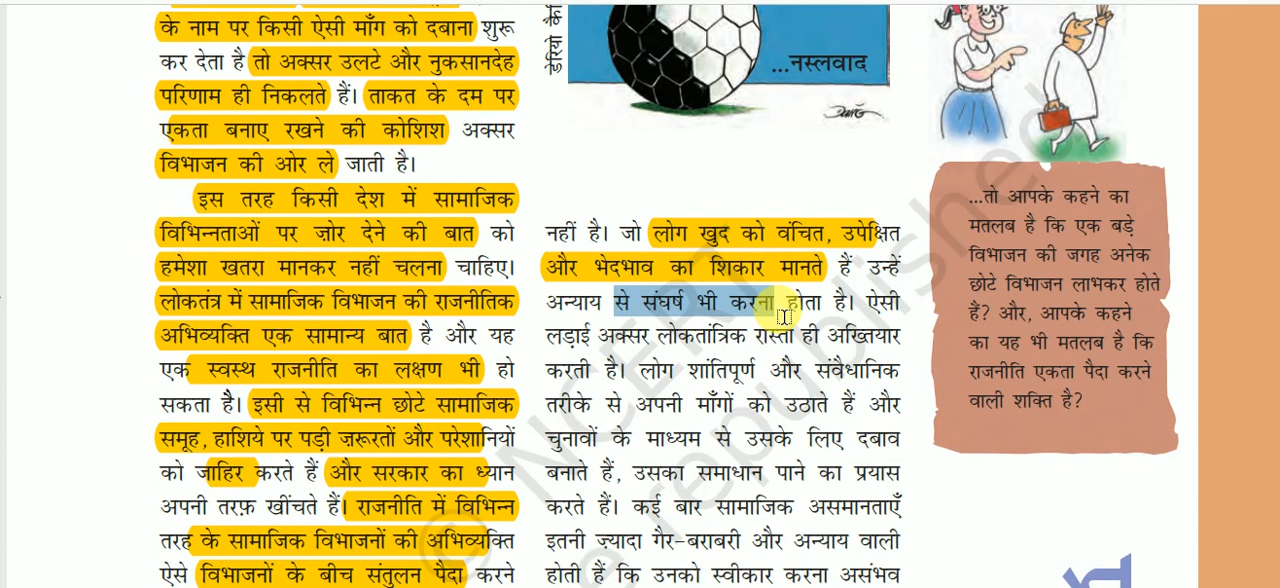 के नाम पर किसी ऐसी माँग को दबाना शुरू
कर देता है तो अक्सर उलटे और नुकसानदेह
परिणाम ही निकलते हैं। ताकत के दम पर
एकता बनाए रखने की कोशिश अक्सर
विभाजन की ओर ले जाती है।
इस तरह किसी देश में सामाजिक
विभिन्नताओं पर ज़ोर देने की बात को
हमेशा खतरा मानकर नहीं चलना चाहिए।
लोकतंत्र में सामाजिक विभाजन की राजनीतिक
अभिव्यक्ति एक सामान्य बात है और यह
एक स्वस्थ राजनीति का लक्षण भी हो
सकता है। इसी से विभिन्न छोटे सामाजिक
समूह, हाशिये पर पड़ी ज़रूरतों और परेशानियों
को जाहिर करते हैं और सरकार का ध्यान
अपनी तरफ़ खींचते हैं। राजनीति में विभिन्न
तरह के सामाजिक विभाजनों की अभिव्यक्ति
ऐसे विभाजनों के बीच संतुलन पैदा करने
...नस्लवाद
नहीं है। जो लोग खुद को वंचित, उपेक्षित
और भेदभाव का शिकार मानते हैं उन्हें
अन्याय से संघर्ष भी करना होता है। ऐसी
लड़ाई अक्सर लोकतांत्रिक रास्ता ही अख्तियार
करती है। लोग शांतिपूर्ण और संवैधानिक
तरीके से अपनी माँगों को उठाते हैं और
चुनावों के माध्यम से उसके लिए दबाव
बनाते हैं, उसका समाधान पाने का प्रयास
करते हैं। कई बार सामाजिक असमानताएँ
इतनी ज्यादा गैर-बराबरी और अन्याय वाली
होती हैं कि उनको स्वीकार करना असंभव
...तो आपके कहने का
मतलब है कि एक बड़े
विभाजन की जगह अनेक
छोटे विभाजन लाभकर होते
हैं? और, आपके कहने
का यह भी मतलब है कि
राजनीति एकता पैदा करने
वाली शक्ति है?
© NCERT
republished